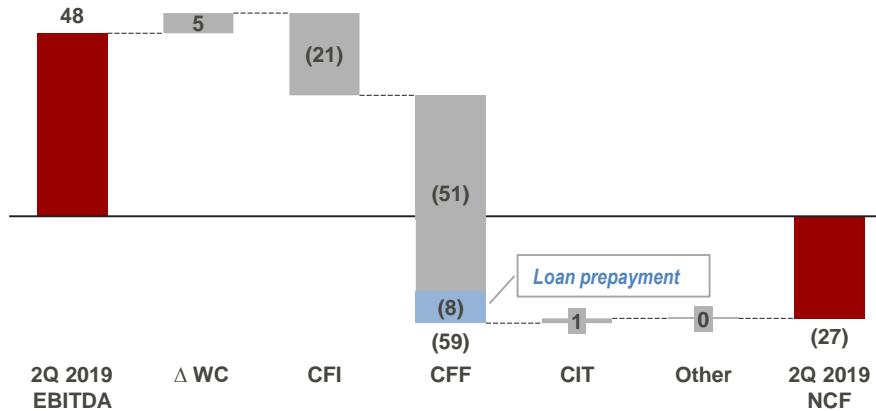 48
5
(21)
(51)
Loan prepayment
(8)
1
0
(59)
(27)
2Q 2019
EBITDA
Δ WC
CFI
CFF
CIT
Other
2Q 2019
NCF